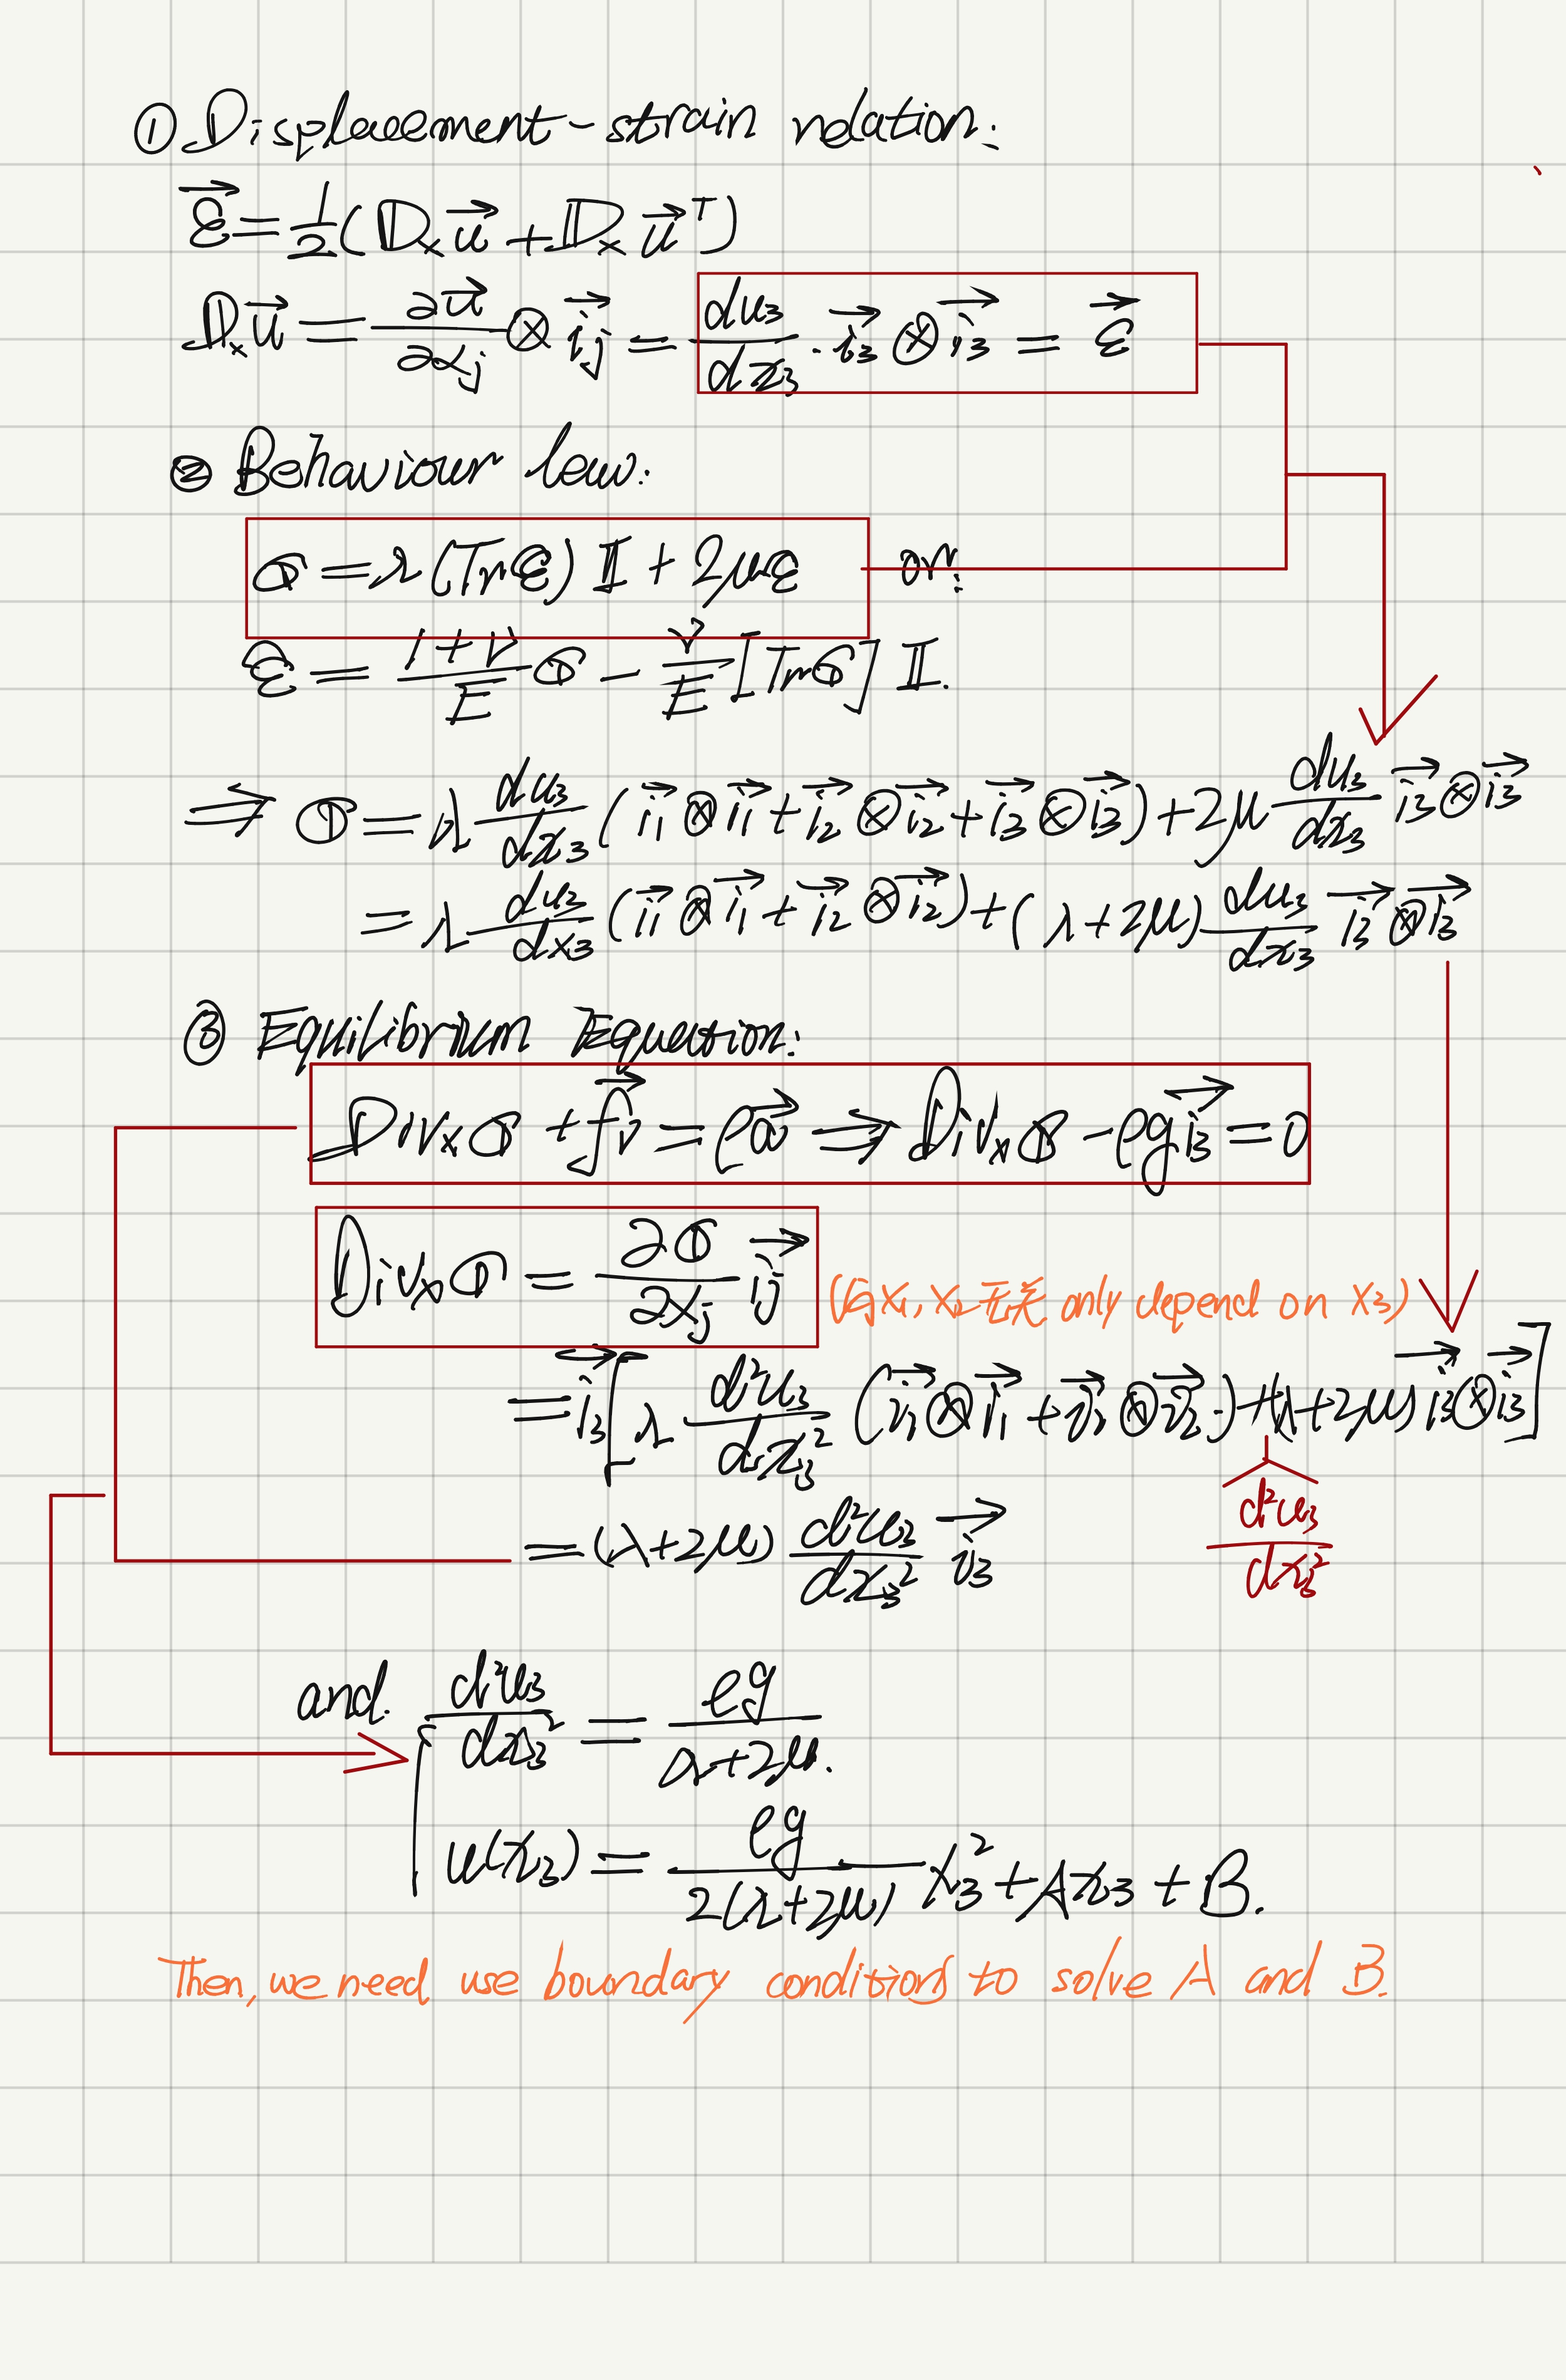 ① Displacement-strain relation:
$\vec{\varepsilon} = \frac{1}{2}(\mathbb{D}_x \vec{u} + \mathbb{D}_x \vec{u}^T)$
$\mathbb{D}_x \vec{u} = \frac{\partial \vec{u}}{\partial x_j} \otimes \vec{i_j} = \frac{du_3}{dx_3} \cdot \vec{i_3} \otimes \vec{i_3} = \vec{\varepsilon}$
② Behaviour law:
$\sigma = \lambda (Tr \varepsilon) \mathbb{I} + 2\mu\varepsilon$ or:
$\varepsilon = \frac{1+\nu}{E} \sigma - \frac{\nu}{E} [Tr \sigma] \mathbb{I}.$
$\Rightarrow \sigma = \lambda \frac{du_3}{dx_3} (\vec{i_1} \otimes \vec{i_1} + \vec{i_2} \otimes \vec{i_2} + \vec{i_3} \otimes \vec{i_3}) + 2\mu \frac{du_3}{dx_3} \vec{i_3} \otimes \vec{i_3}$
$= \lambda \frac{du_3}{dx_3} (\vec{i_1} \otimes \vec{i_1} + \vec{i_2} \otimes \vec{i_2}) + (\lambda + 2\mu) \frac{du_3}{dx_3} \vec{i_3} \otimes \vec{i_3}$
③ Equilibrium Equation:
$Div_x \sigma + \vec{f_v} = \rho \vec{a} \Rightarrow Div_x \sigma - \rho g \vec{i_3} = 0$
$Div_x \sigma = \frac{\partial \sigma}{\partial x_j} \vec{i_j}$ (与 x₁, x₂ 无关 only depend on x₃)
$= \vec{i_3} [\lambda \frac{d^2u_3}{dx_3^2} (\vec{i_1} \otimes \vec{i_1} + \vec{i_2} \otimes \vec{i_2}) + (\lambda + 2\mu) \vec{i_3} \otimes \vec{i_3}]$
$\frac{d^2u_3}{dx_3^2}$
$= (\lambda + 2\mu) \frac{d^2u_3}{dx_3^2} \vec{i_3}$
and. $\frac{d^2u_3}{dx_3^2} = \frac{\rho g}{\lambda + 2\mu}.$
$u(x_3) = \frac{\rho g}{2(\lambda + 2\mu)} x_3^2 + A x_3 + B.$
Then, we need use boundary conditions to solve A and B.